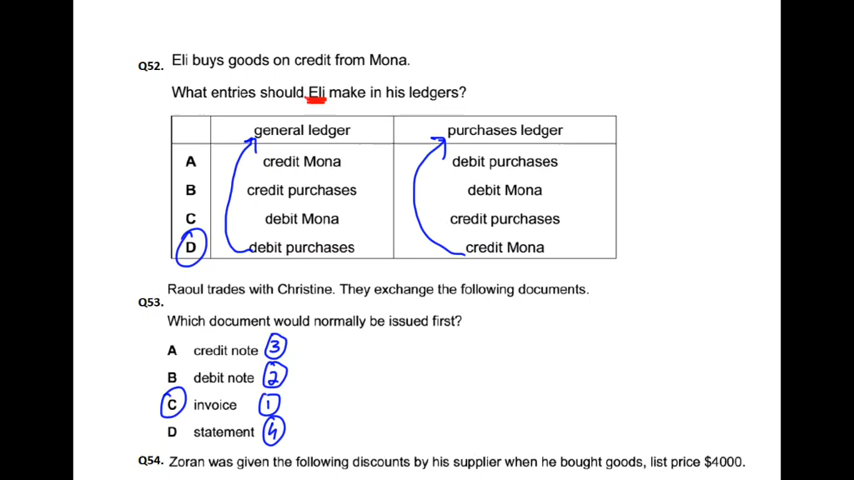 Q52. Eli buys goods on credit from Mona.
What entries should Eli make in his ledgers?
general ledger purchases ledger
A credit Mona debit purchases
B credit purchases debit Mona
C debit Mona credit purchases
D debit purchases credit Mona
Q53. Raoul trades with Christine. They exchange the following documents.
Which document would normally be issued first?
A credit note 3
B debit note 2
C invoice 1
D statement 4
Q54. Zoran was given the following discounts by his supplier when he bought goods, list price $4000.